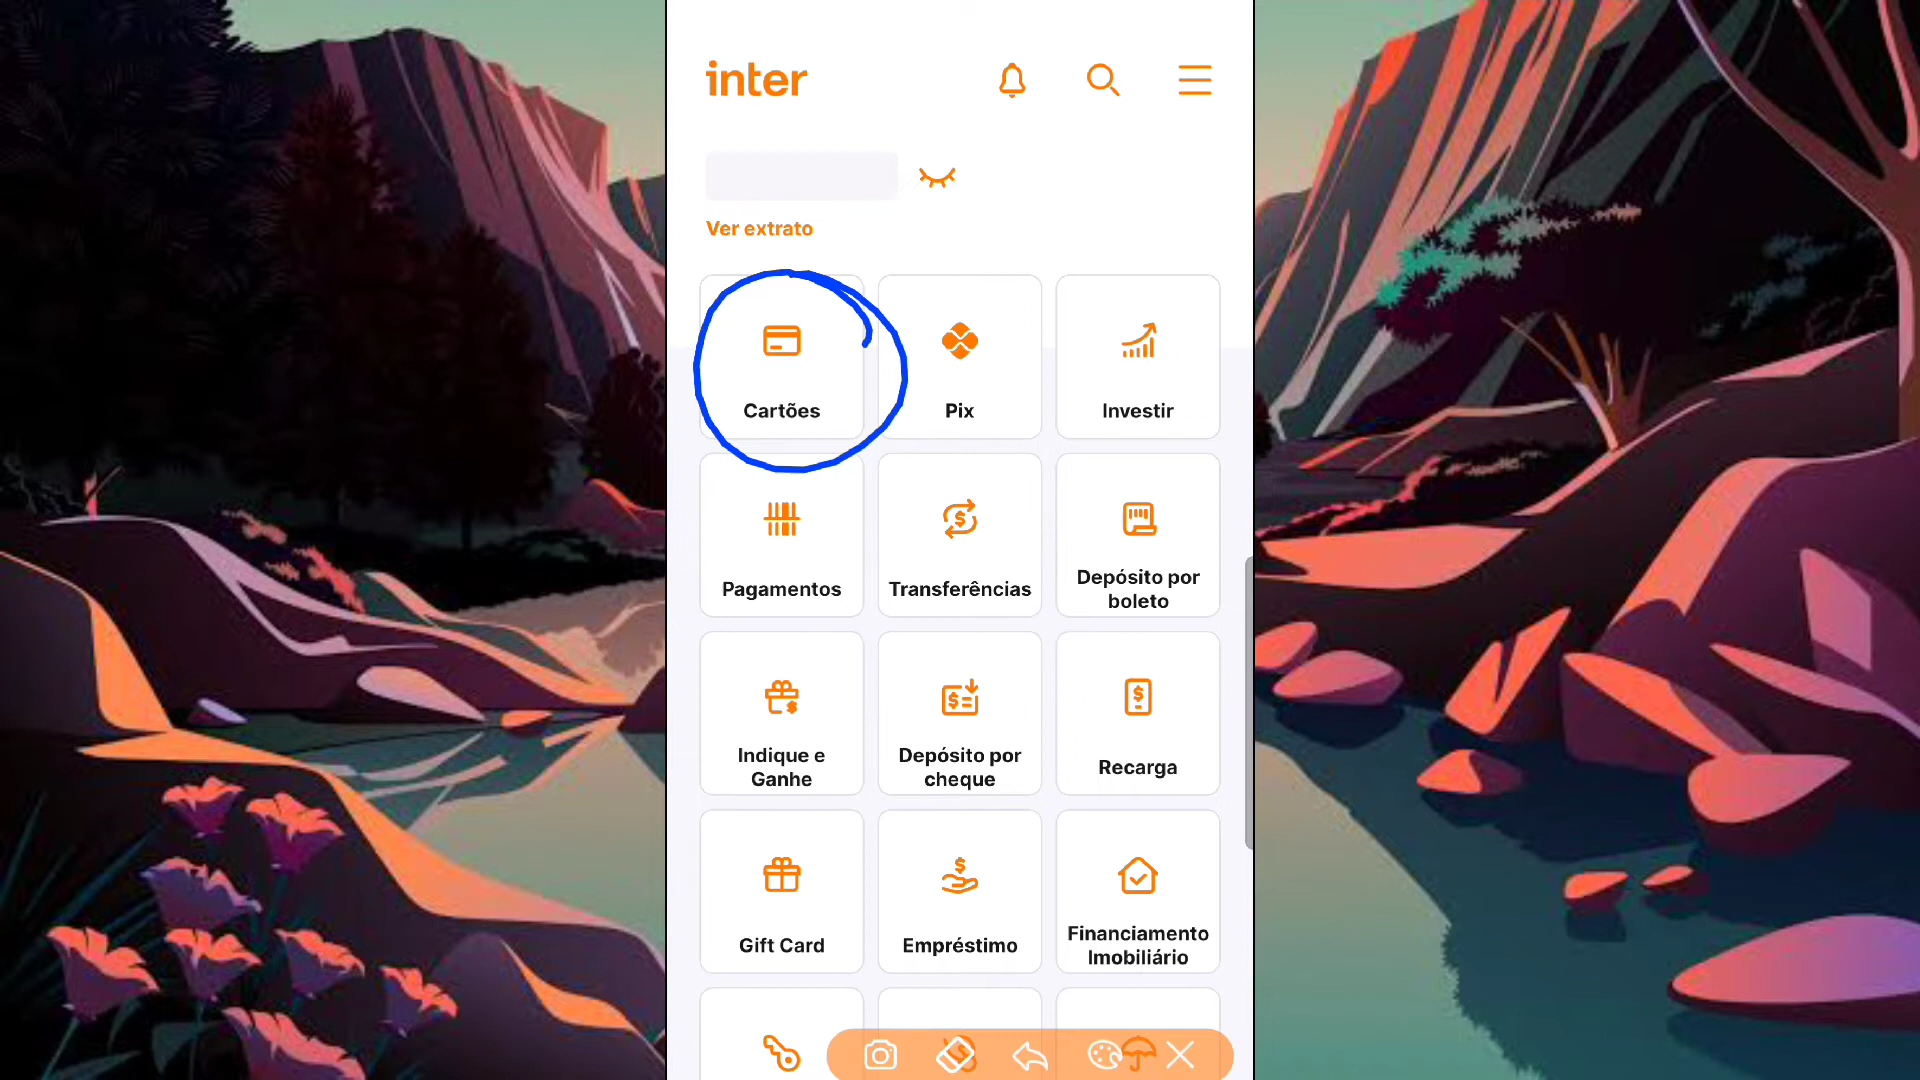 inter
Ver extrato
Cartões
Pix
Investir
Pagamentos
Transferências
Depósito por
boleto
Indique e
Ganhe
Depósito por
cheque
Recarga
Gift Card
Empréstimo
Financiamento
Imobiliário